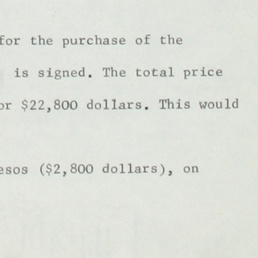 for the purchase of the
is signed. The total price
or $22,800 dollars. This would
esos ($2,800 dollars), on